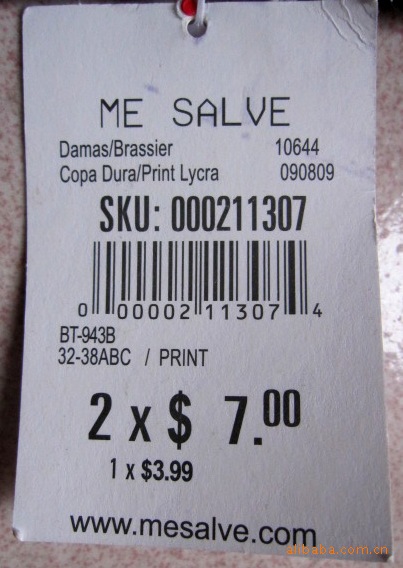 ME SALVE
Damas/Brassier 10644
Copa Dura/Print Lycra 090809
SKU: 000211307
0 00002 11307 4
BT-943B
32-38ABC / PRINT
2 x $ 7.00
1 x $3.99
www.mesalve.com
alibaba.com.cn